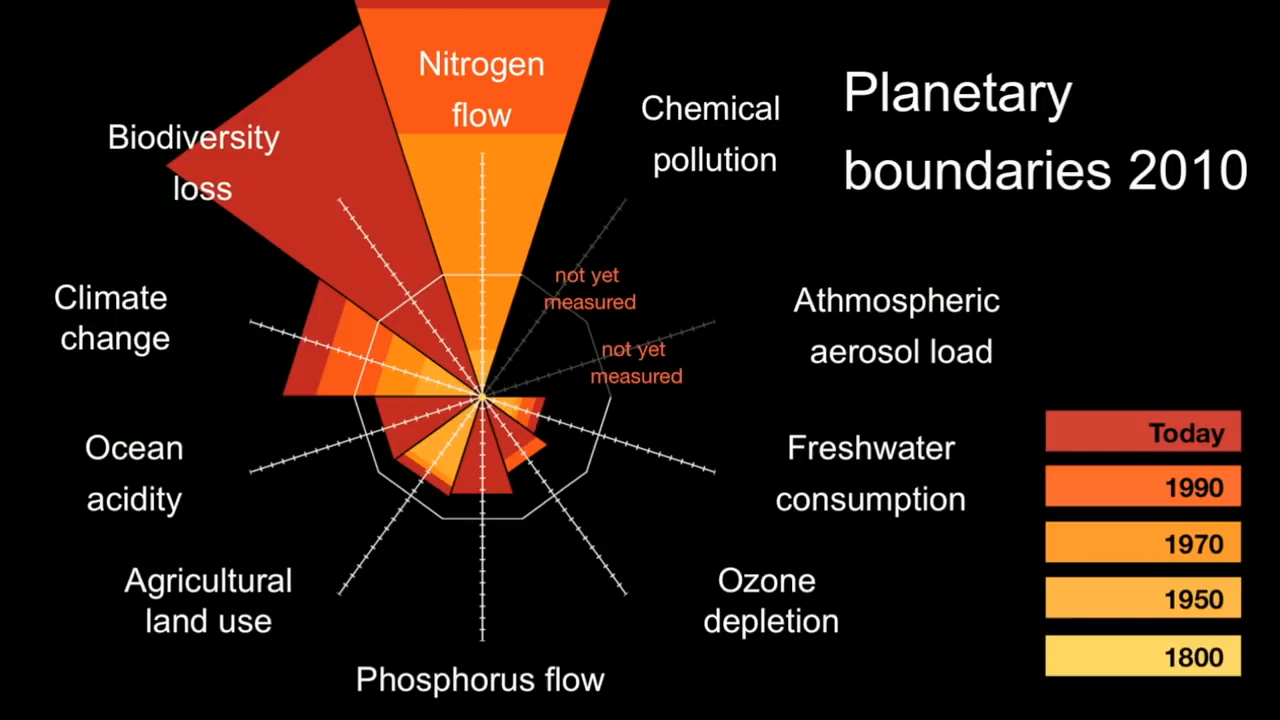 Planetary
boundaries 2010
Nitrogen
flow
Chemical
pollution
Biodiversity
loss
not yet
measured
Climate
change
Athmospheric
aerosol load
not yet
measured
Ocean
acidity
Freshwater
consumption
Agricultural
land use
Ozone
depletion
Phosphorus flow
Today
1990
1970
1950
1800